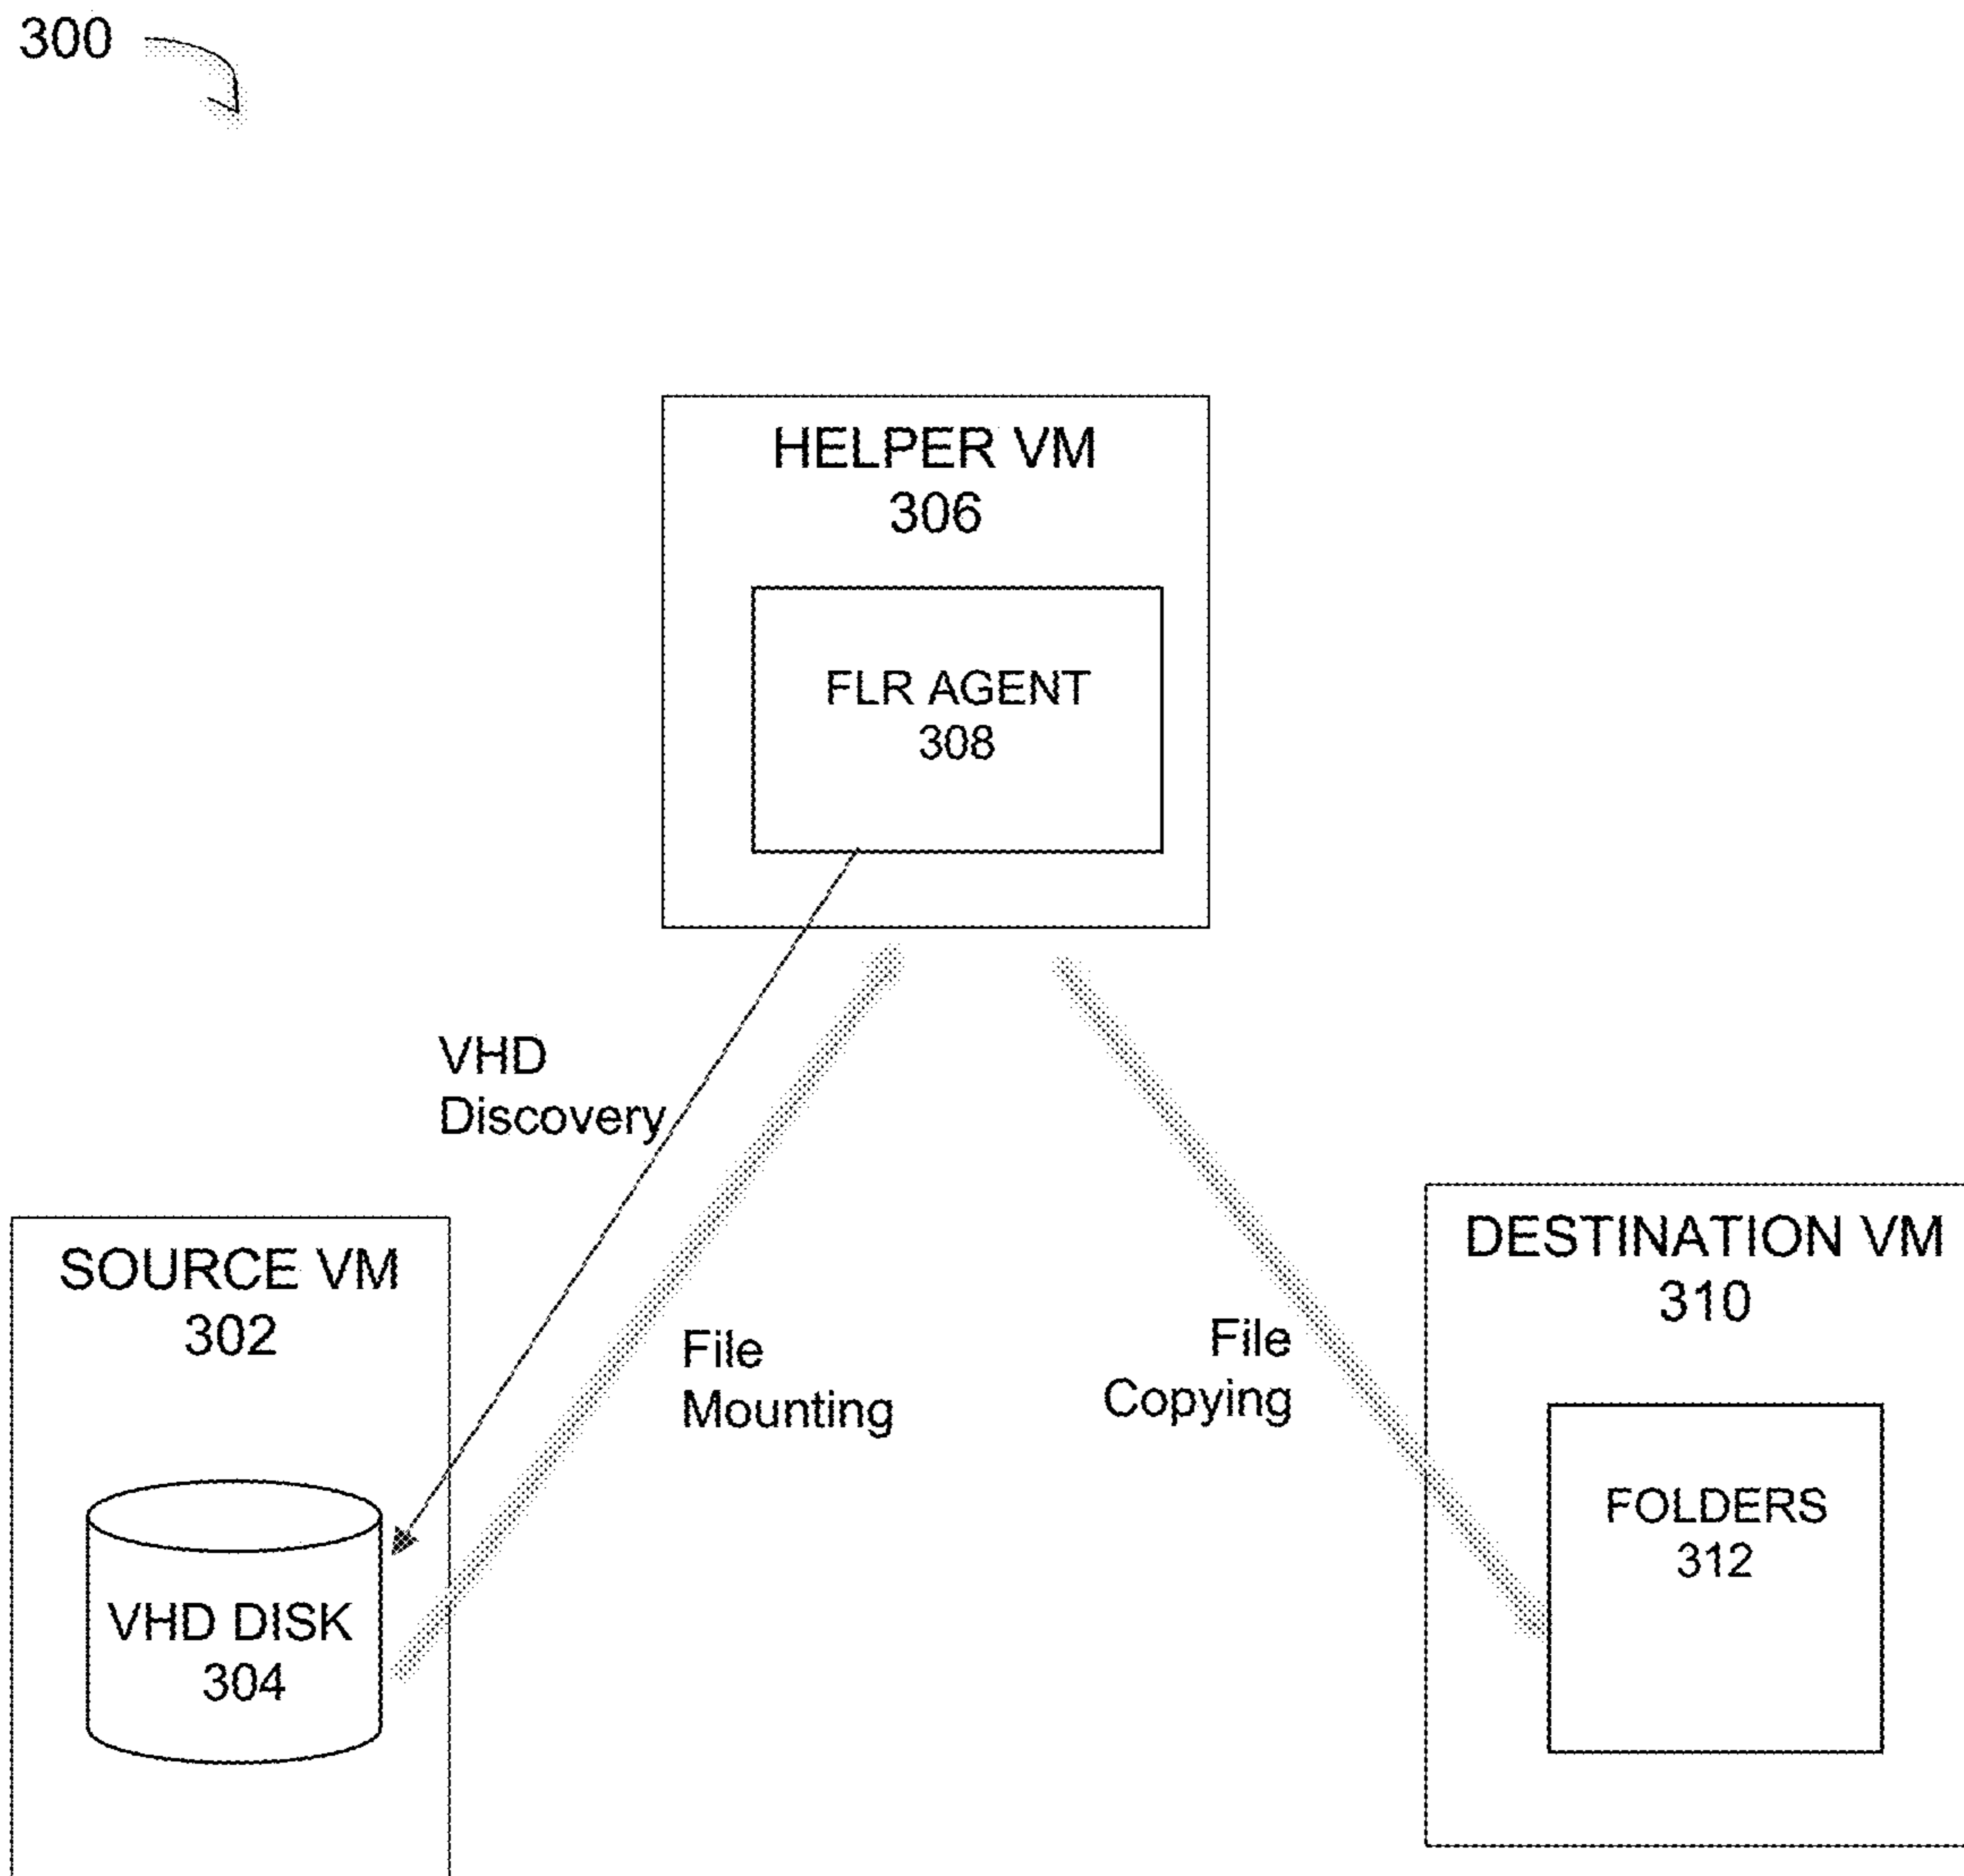 300
HELPER VM
306
FLR AGENT
308
VHD
Discovery
SOURCE VM
302
File
Mounting
File
Copying
DESTINATION VM
310
VHD DISK
304
FOLDERS
312